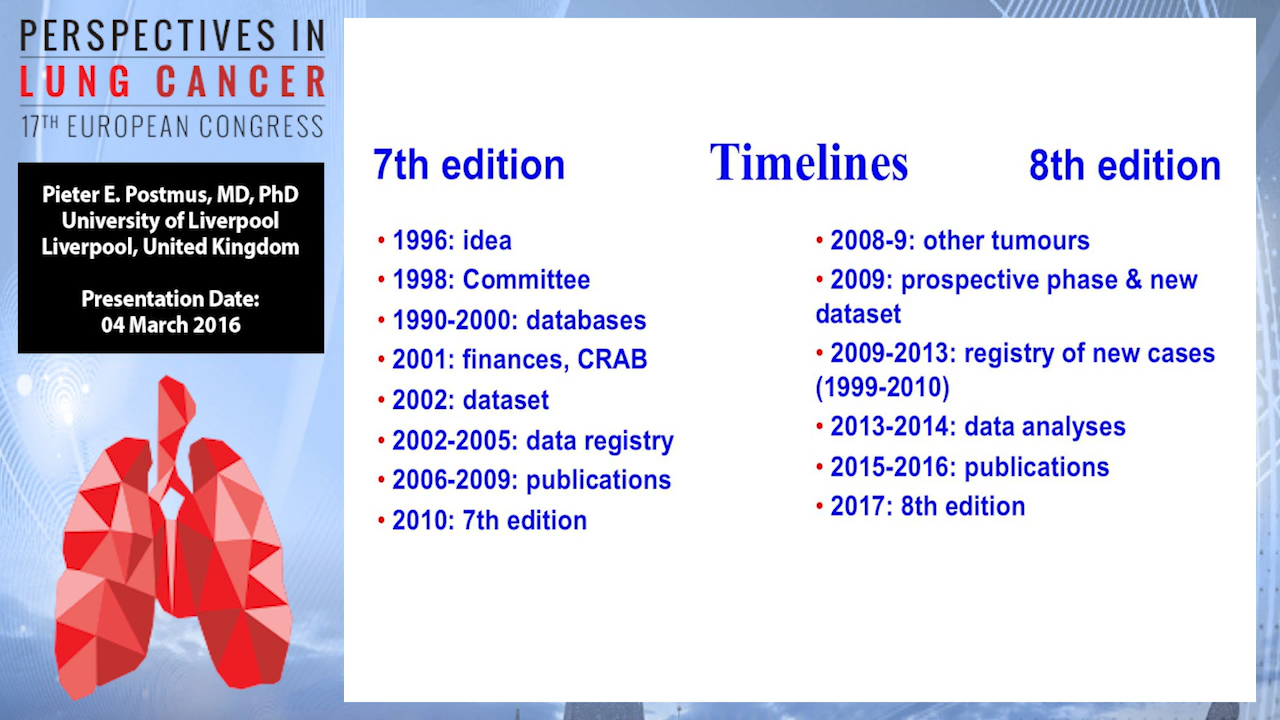 PERSPECTIVES IN
LUNG CANCER
17TH EUROPEAN CONGRESS
Pieter E. Postmus, MD, PhD
University of Liverpool
Liverpool, United Kingdom
Presentation Date:
04 March 2016
7th edition
Timelines
8th edition
• 1996: idea
• 1998: Committee
• 1990-2000: databases
• 2001: finances, CRAB
• 2002: dataset
• 2002-2005: data registry
• 2006-2009: publications
• 2010: 7th edition
• 2008-9: other tumours
• 2009: prospective phase & new
dataset
• 2009-2013: registry of new cases
(1999-2010)
• 2013-2014: data analyses
• 2015-2016: publications
• 2017: 8th edition